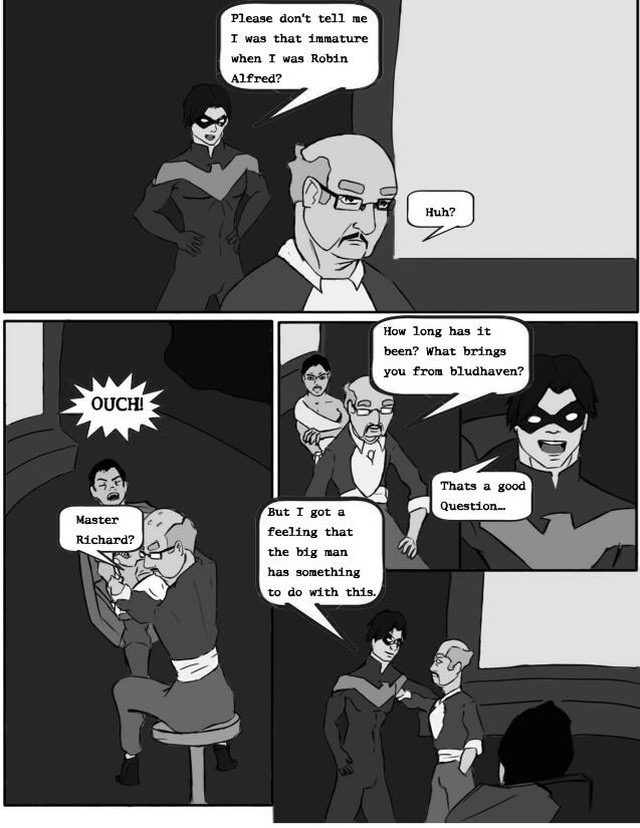 Please don't tell me
I was that immature
when I was Robin
Alfred?
Huh?
OUCH!
Master
Richard?
How long has it
been? What brings
you from bludhaven?
Thats a good
Question...
But I got a
feeling that
the big man
has something
to do with this.